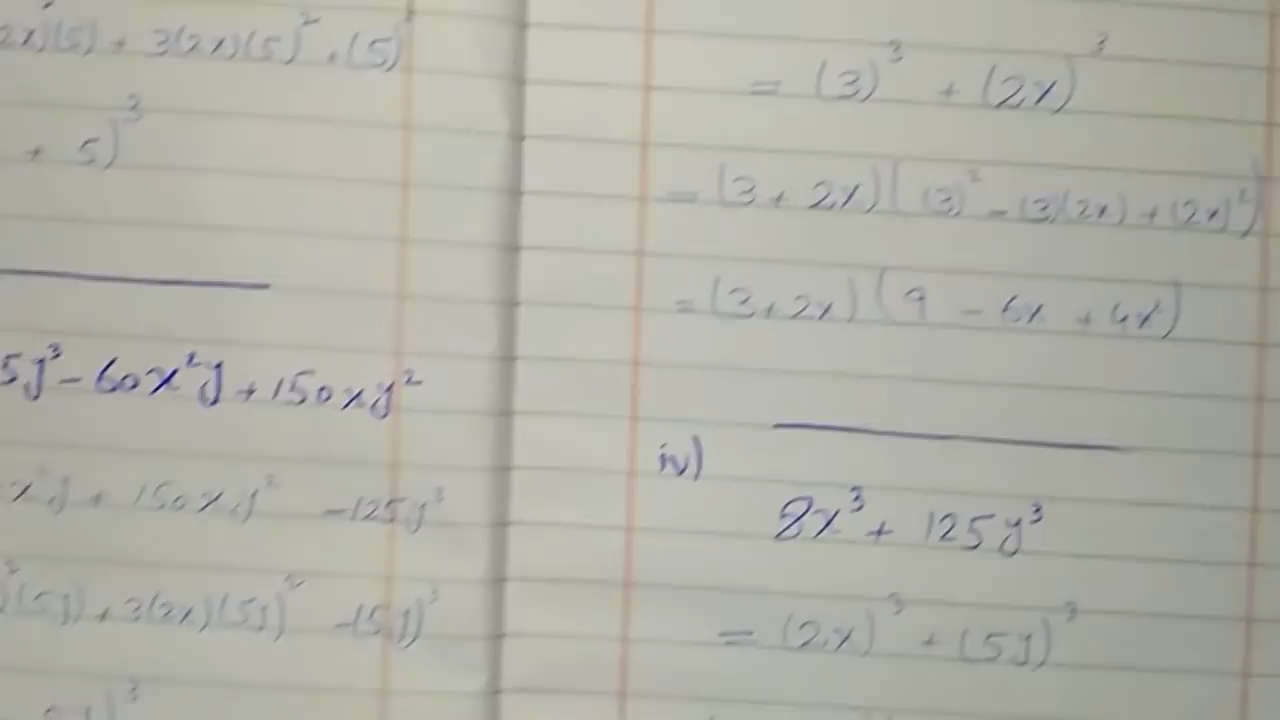 2x)(5) + 3(2x)(5)² + (5)³
+ 5)³
5y³ - 60x²y + 150xy²
x²y + 150xy² - 125y³
)²(5y) + 3(2x)(5y)² - (5y)³
= (3)³ + (2x)³
= (3 + 2x)((3)² - (3)(2x) + (2x)²)
= (3 + 2x)(9 - 6x + 4x²)
iv)
8x³ + 125y³
= (2x)³ + (5y)³